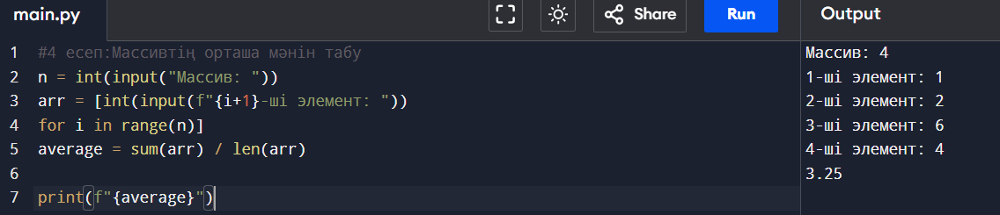 main.py
Share
Run
Output
1 #4 есеп:Массивтің орташа мәнін табу
2 n = int(input("Массив: "))
3 arr = [int(input(f"{i+1}-ші элемент: "))
4 for i in range(n)]
5 average = sum(arr) / len(arr)
6
7 print(f"{average}")
Массив: 4
1-ші элемент: 1
2-ші элемент: 2
3-ші элемент: 6
4-ші элемент: 4
3.25